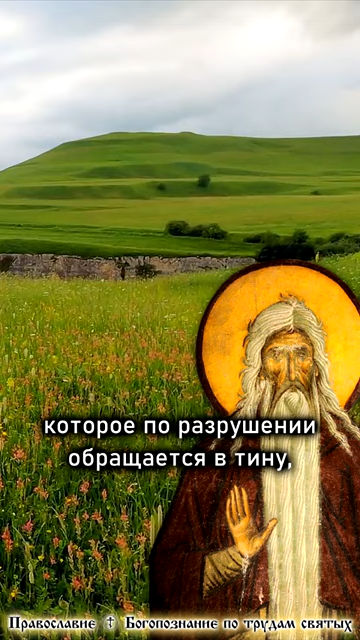 которое по разрушении
обращается в тину,
Православие ☦ Богопознание по трудам святых